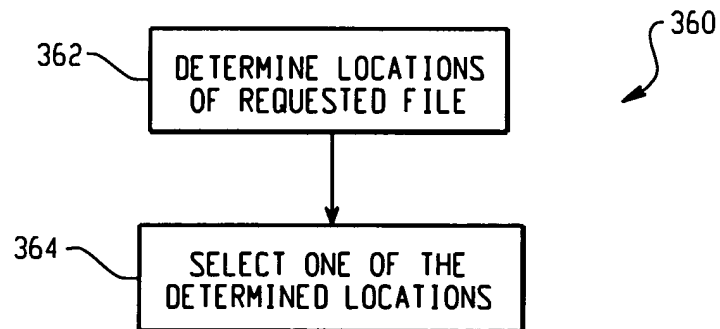 360
362
DETERMINE LOCATIONS
OF REQUESTED FILE
364
SELECT ONE OF THE
DETERMINED LOCATIONS